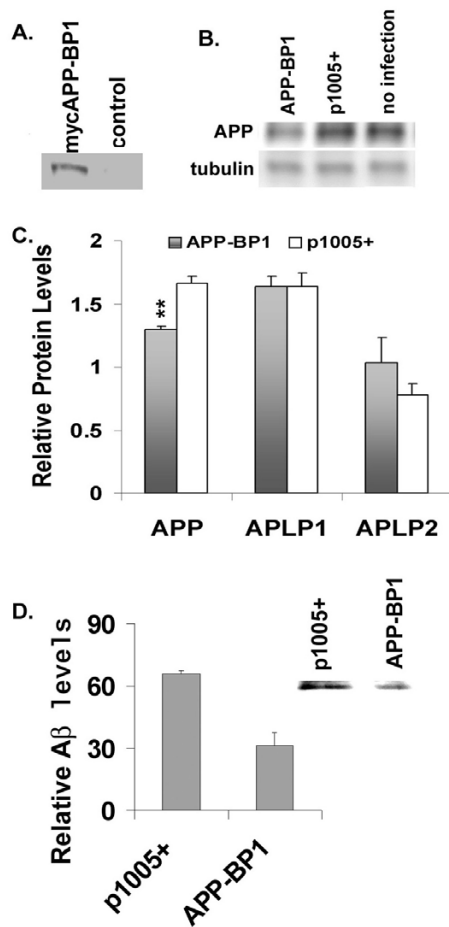 A.
mycAPP-BP1
control
B.
APP-BP1
p1005+
no infection
APP
tubulin
C.
APP-BP1 p1005+
Relative Protein Levels
2
1.5
1
0.5
0
**
APP APLP1 APLP2
D.
Relative Aβ levels
90
60
30
0
p1005+ APP-BP1
p1005+
APP-BP1